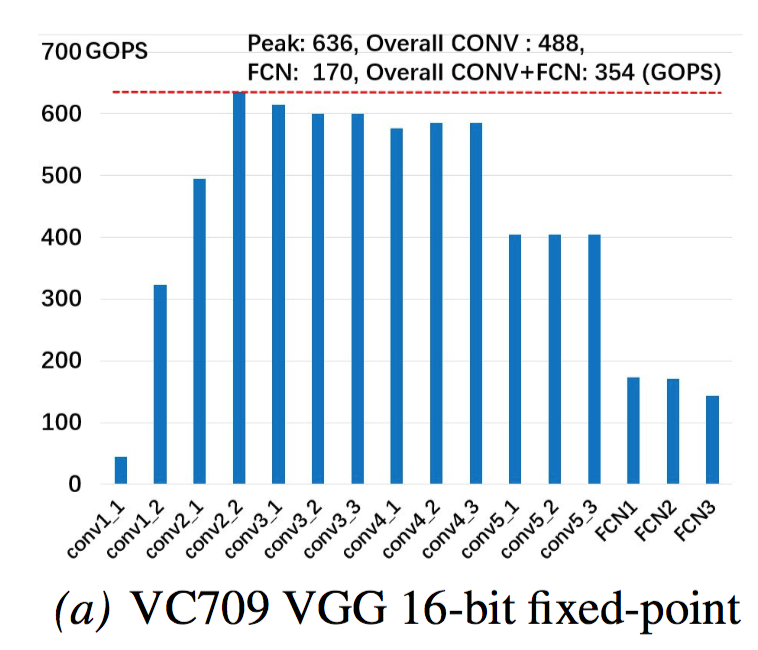 700 GOPS
Peak: 636, Overall CONV : 488,
FCN: 170, Overall CONV+FCN: 354 (GOPS)
600
500
400
300
200
100
0
conv1_1
conv1_2
conv2_1
conv2_2
conv3_1
conv3_2
conv3_3
conv4_1
conv4_2
conv4_3
conv5_1
conv5_2
conv5_3
FCN1
FCN2
FCN3
(a) VC709 VGG 16-bit fixed-point